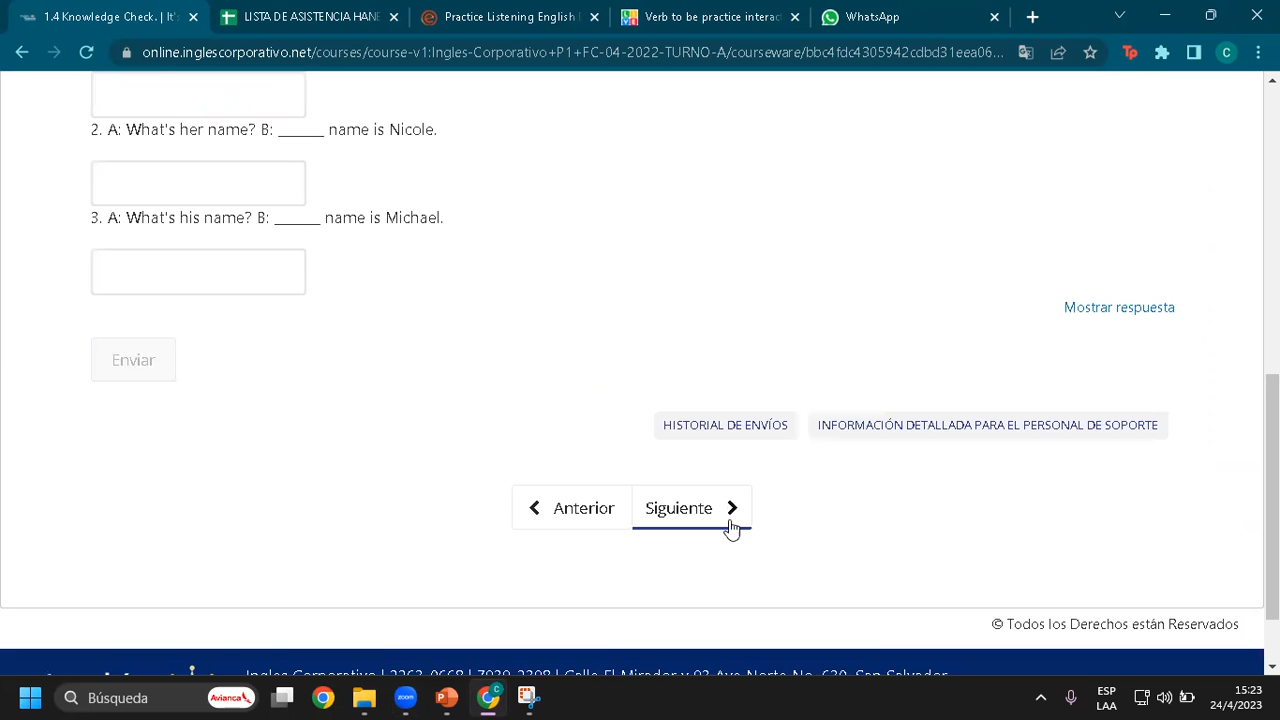 1.4 Knowledge Check. | It's
LISTA DE ASISTENCIA HANE
Practice Listening English
Verb to be practice interac
WhatsApp
online.inglescorporativo.net/courses/course-v1:Ingles-Corporativo+P1+FC-04-2022-TURNO-A/courseware/bbc4fdc4305942cdbd31eea06...
2. A: What's her name? B: ______ name is Nicole.
3. A: What's his name? B: ______ name is Michael.
Mostrar respuesta
Enviar
HISTORIAL DE ENVÍOS
INFORMACIÓN DETALLADA PARA EL PERSONAL DE SOPORTE
Anterior
Siguiente
© Todos los Derechos están Reservados
Búsqueda
Avianca
zoom
ESP
LAA
15:23
24/4/2023